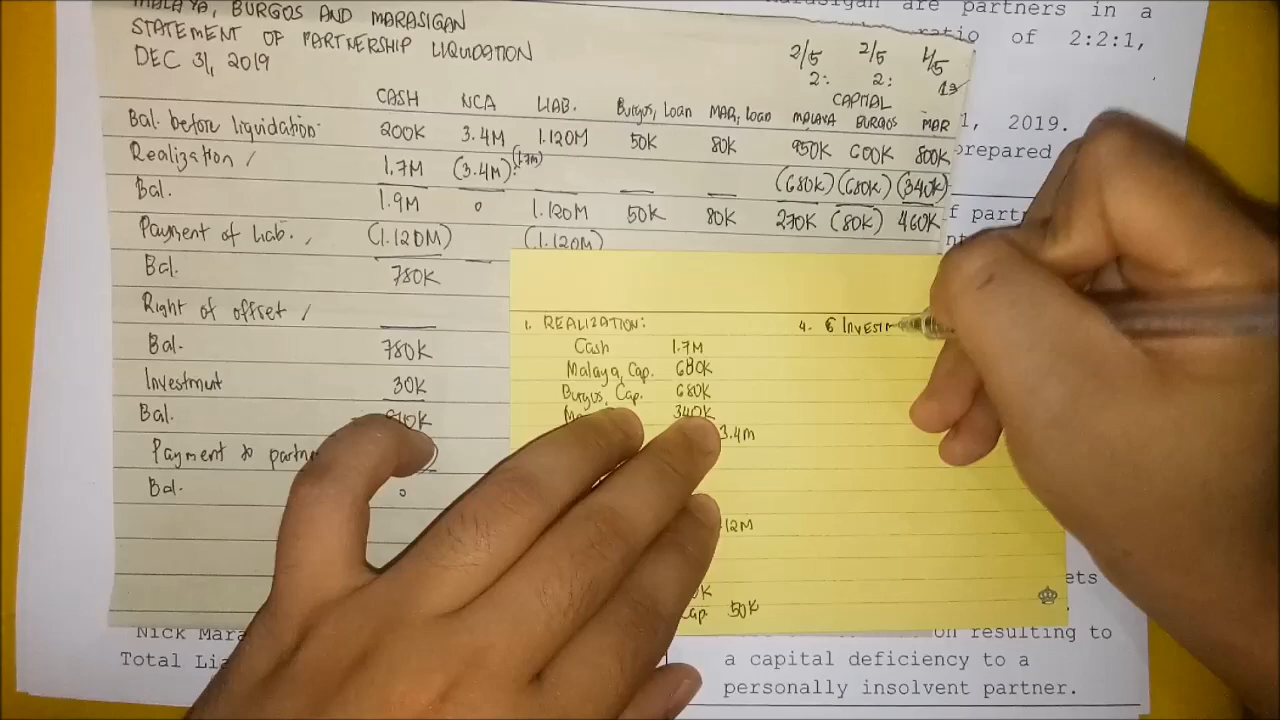 MALAYA, BURGOS AND MARASIGAN
STATEMENT OF PARTNERSHIP LIQUIDATION
DEC 31, 2019
2/5 2/5 1/5
2: 2:
CAPITAL
CASH NCA LIAB. Burgos, Loan MAR, Loan MALAYA BURGOS MAR
Bal. before liquidation 200K 3.4M 1.120M 50K 80K 950K 600K 800K
Realization / 1.7M (3.4M) (1.7M) (680K) (680K) (340K)
Bal. 1.9M 0 1.120M 50K 80K 270K (80K) 460K
Payment of Liab. / (1.120M) (1.120M)
Bal. 780K
Right of offset /
Bal. 780K
Investment 30K
Bal.
Payment to
Bal. 0
1. REALIZATION:
Cash 1.7M
Malaya, Cap. 680K
Burgos, Cap. 680K
340K
3.4M
12M
50K
4. INVESTM
are partners in a
ratio of 2:2:1,
1, 2019.
prepared
f part
ets
Nick Mara
Total Lia
on resulting to
a capital deficiency to a
personally insolvent partner.